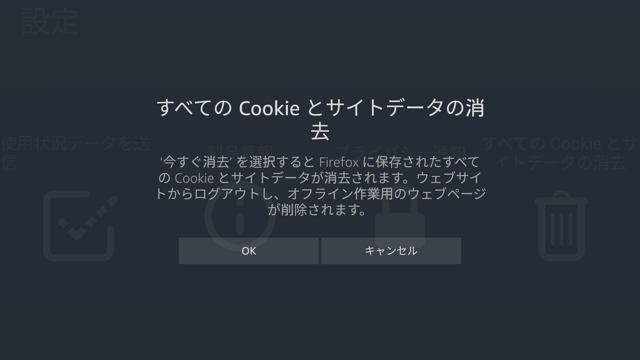 設定
すべての Cookie とサイトデータの消
去
使用状況データを送
信
すべての Cookie とサ
イトデータの消去
‘今すぐ消去’ を選択すると Firefox に保存されたすべて
の Cookie とサイトデータが消去されます。ウェブサイ
トからログアウトし、オフライン作業用のウェブページ
が削除されます。
OK
キャンセル